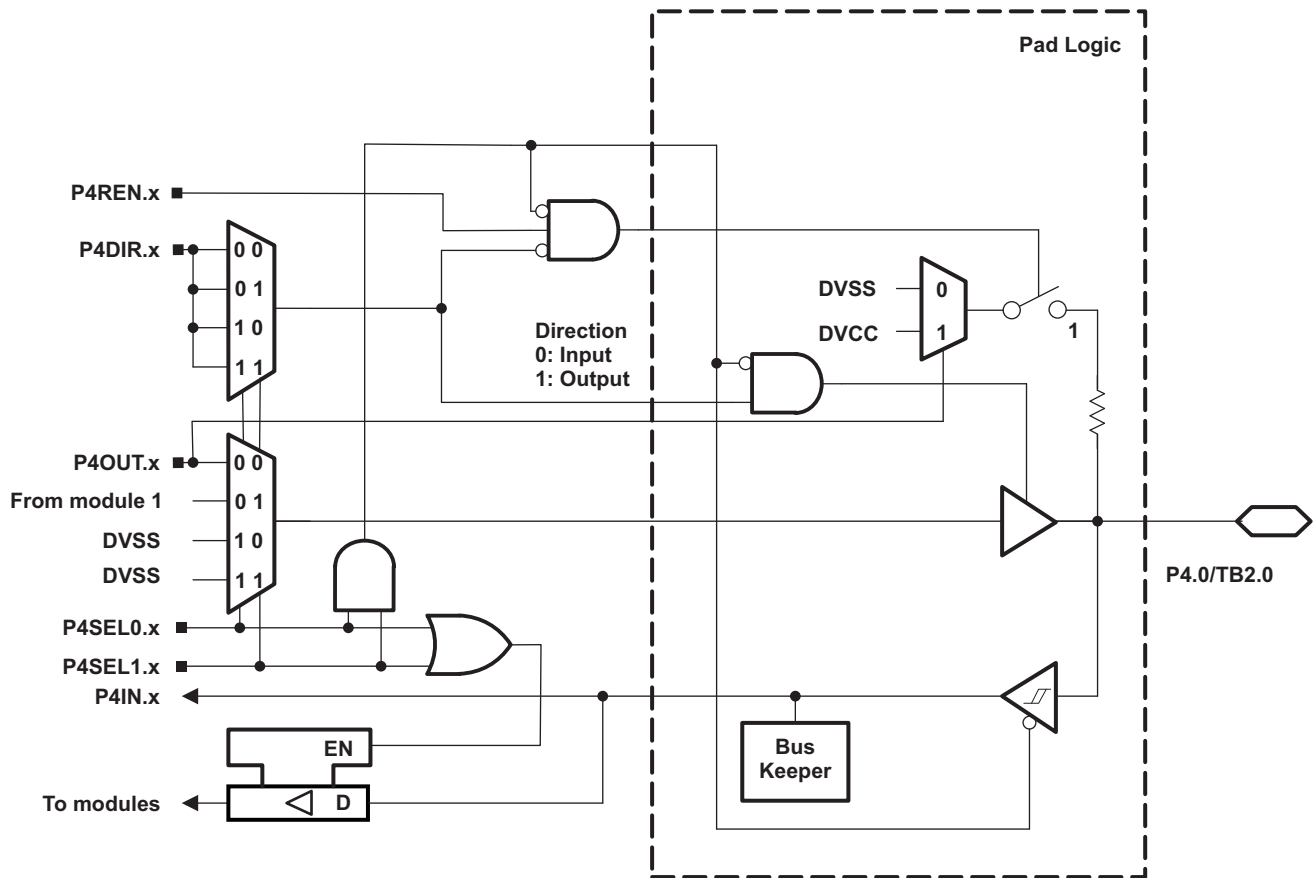 Pad Logic
P4REN.x
P4DIR.x
0 0
0 1
1 0
1 1
Direction
0: Input
1: Output
DVSS
0
DVCC
1
1
P4OUT.x
0 0
From module 1
0 1
DVSS
1 0
DVSS
1 1
P4.0/TB2.0
P4SEL0.x
P4SEL1.x
P4IN.x
Bus
Keeper
EN
To modules
D